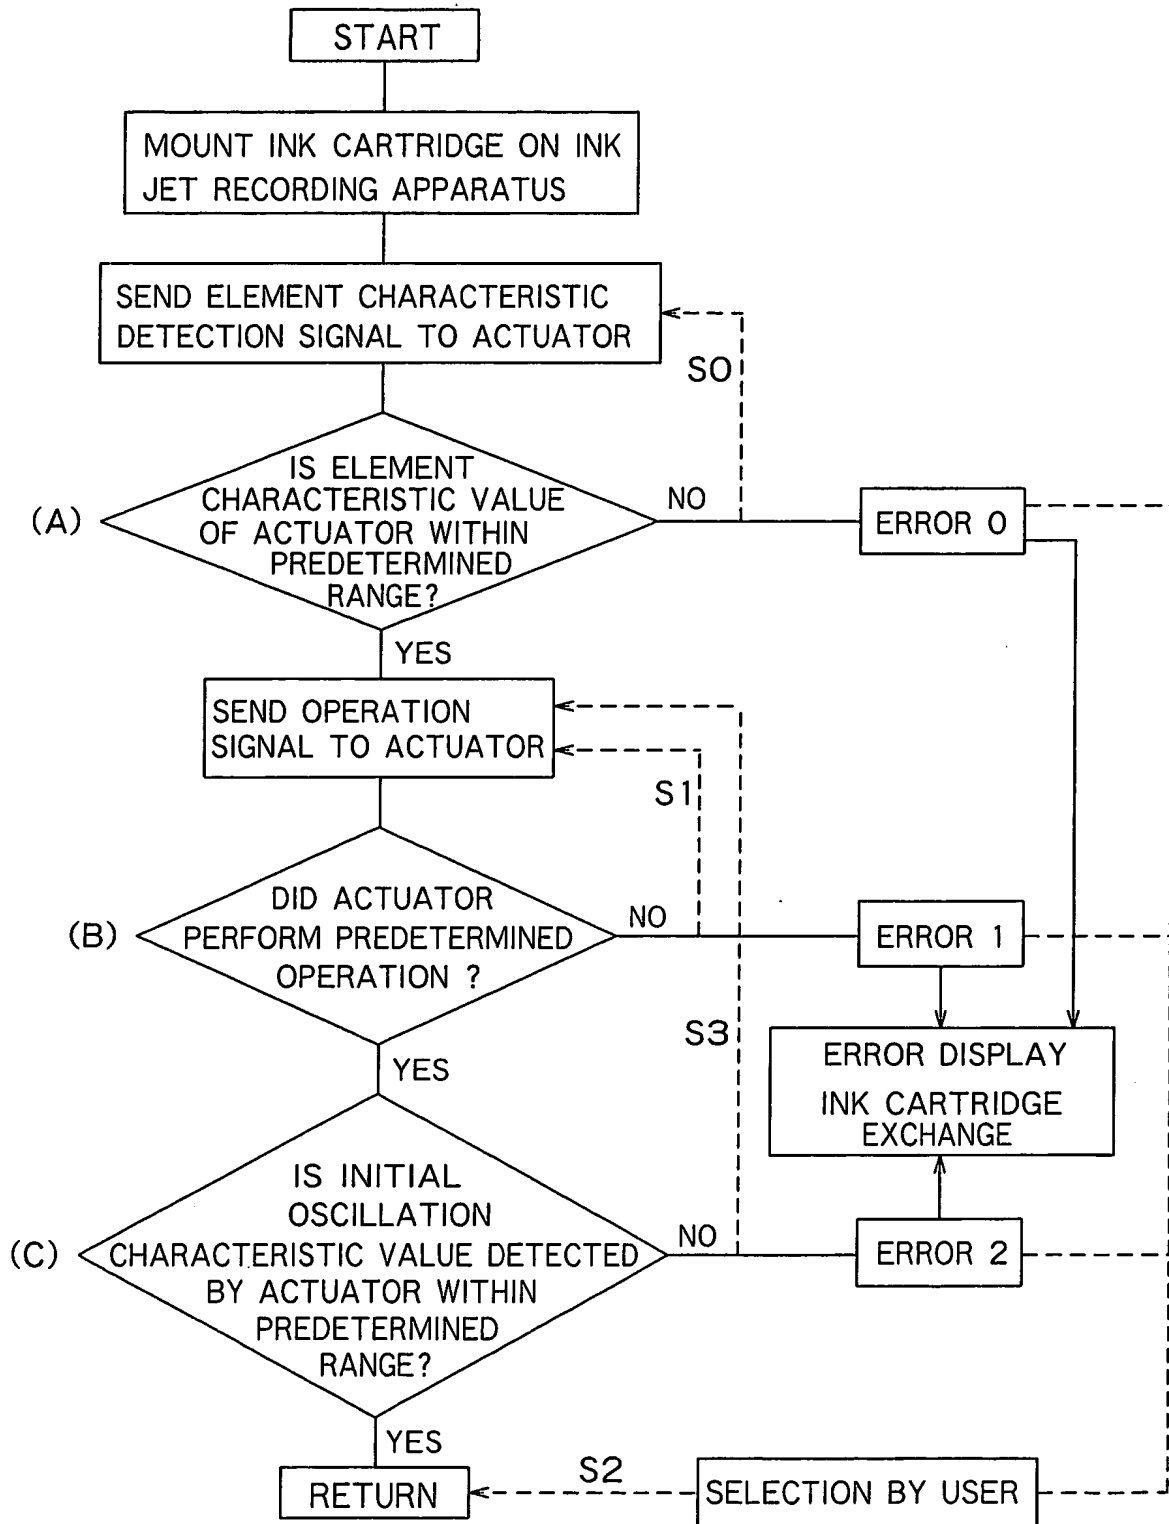 START
MOUNT INK CARTRIDGE ON INK
JET RECORDING APPARATUS
SEND ELEMENT CHARACTERISTIC
DETECTION SIGNAL TO ACTUATOR
S0
(A)
IS ELEMENT
CHARACTERISTIC VALUE
OF ACTUATOR WITHIN
PREDETERMINED
RANGE?
NO
ERROR 0
YES
SEND OPERATION
SIGNAL TO ACTUATOR
S1
(B)
DID ACTUATOR
PERFORM PREDETERMINED
OPERATION ?
NO
ERROR 1
S3
ERROR DISPLAY
INK CARTRIDGE
EXCHANGE
YES
(C)
IS INITIAL
OSCILLATION
CHARACTERISTIC VALUE DETECTED
BY ACTUATOR WITHIN
PREDETERMINED
RANGE?
NO
ERROR 2
YES
RETURN
S2
SELECTION BY USER